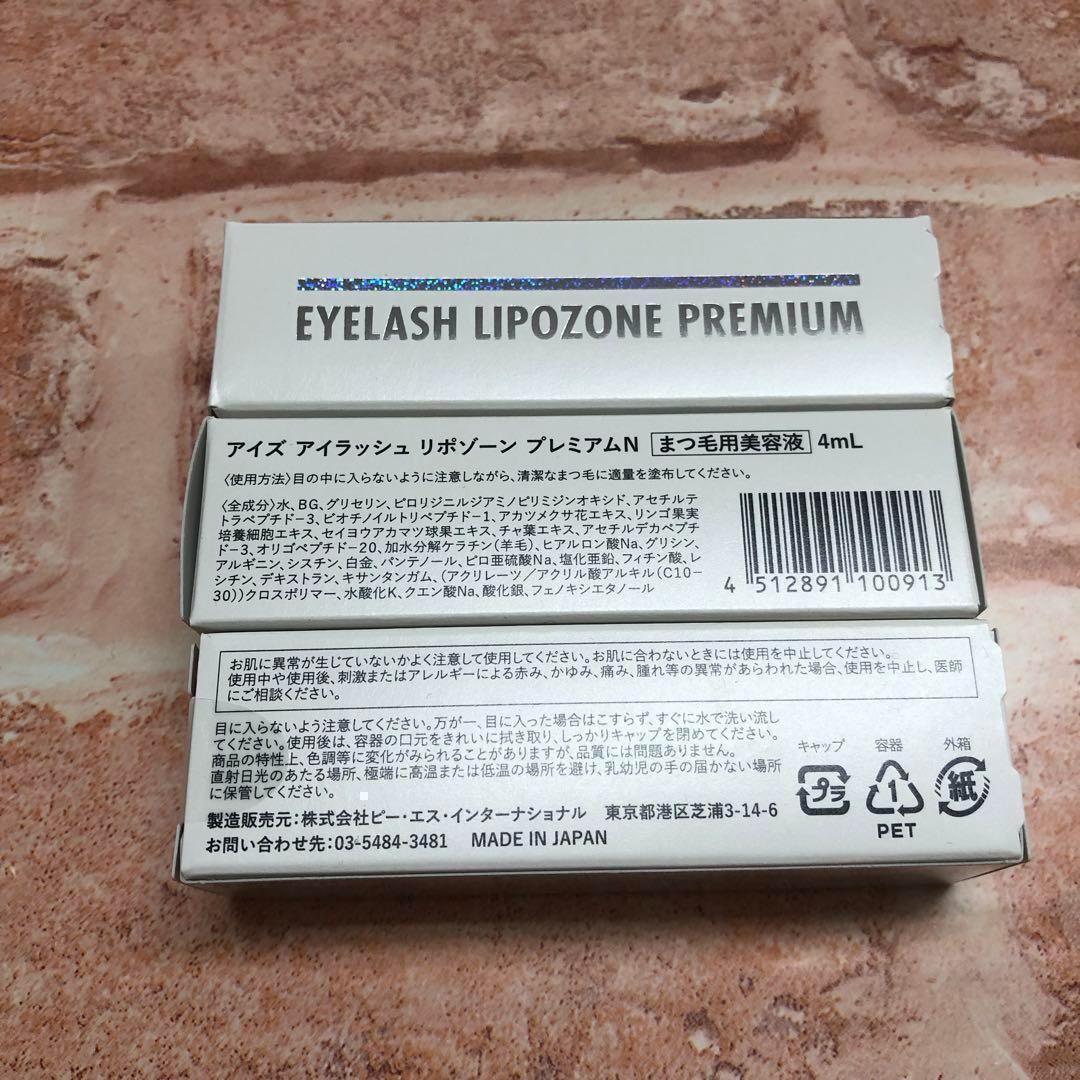 EYELASH LIPOZONE PREMIUM
アイズ アイラッシュ リポゾーン プレミアムN まつ毛用美容液 4mL
〈使用方法〉目の中に入らないように注意しながら、清潔なまつ毛に適量を塗布してください。
〈全成分〉水、BG、グリセリン、ピロリジニルジアミノピリミジンオキシド、アセチルテ
トラペプチド-3、ビオチノイルトリペプチド-1、アカツメクサ花エキス、リンゴ果実
培養細胞エキス、セイヨウアカマツ球果エキス、チャ葉エキス、アセチルデカペプチ
ド-3、オリゴペプチド-20、加水分解ケラチン(羊毛)、ヒアルロン酸Na、グリシン、
アルギニン、シスチン、白金、パンテノール、ピロ亜硫酸Na、塩化亜鉛、フィチン酸、レ
シチン、デキストラン、キサンタンガム、(アクリレーツ/アクリル酸アルキル(C10-
30))クロスポリマー、水酸化K、クエン酸Na、酸化銀、フェノキシエタノール
4 512891 100913
お肌に異常が生じていないかよく注意して使用してください。お肌に合わないときには使用を中止してください。
使用中や使用後、刺激またはアレルギーによる赤み、かゆみ、痛み、腫れ等の異常があらわれた場合、使用を中止し、医師
にご相談ください。
目に入らないよう注意してください。万が一、目に入った場合はこすらず、すぐに水で洗い流し
てください。使用後は、容器の口元をきれいに拭き取り、しっかりキャップを閉めてください。
商品の特性上、色調等に変化がみられることがありますが、品質には問題ありません。
直射日光のあたる場所、極端に高温または低温の場所を避け、乳幼児の手の届かない場所
に保管してください。
製造販売元:株式会社ピー・エス・インターナショナル 東京都港区芝浦3-14-6
お問い合わせ先:03-5484-3481 MADE IN JAPAN
キャップ 容器 外箱
プラ 1 紙
PET